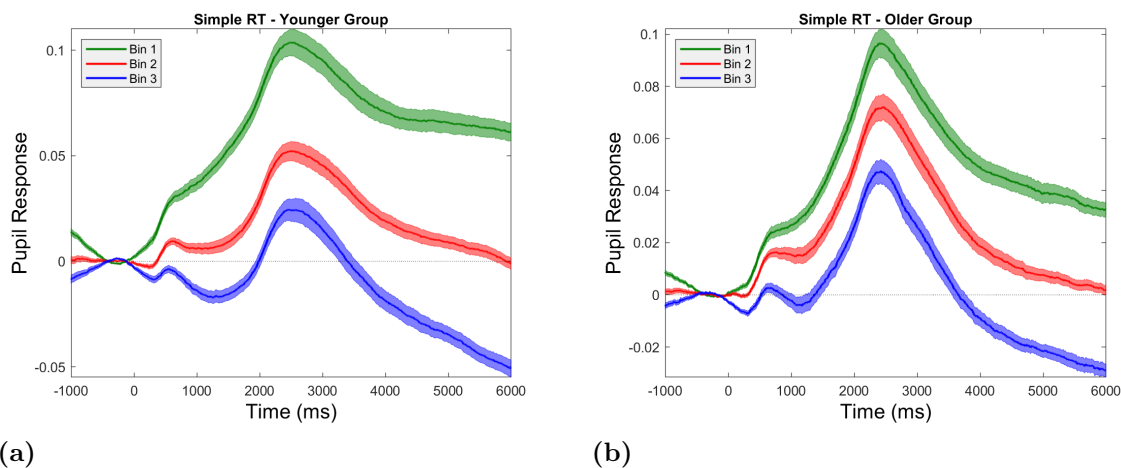 Simple RT - Younger Group
Bin 1
Bin 2
Bin 3
0.1
0.05
0
-0.05
Pupil Response
-1000 0 1000 2000 3000 4000 5000 6000
Time (ms)
(a)
Simple RT - Older Group
Bin 1
Bin 2
Bin 3
0.1
0.08
0.06
0.04
0.02
0
-0.02
Pupil Response
-1000 0 1000 2000 3000 4000 5000 6000
Time (ms)
(b)